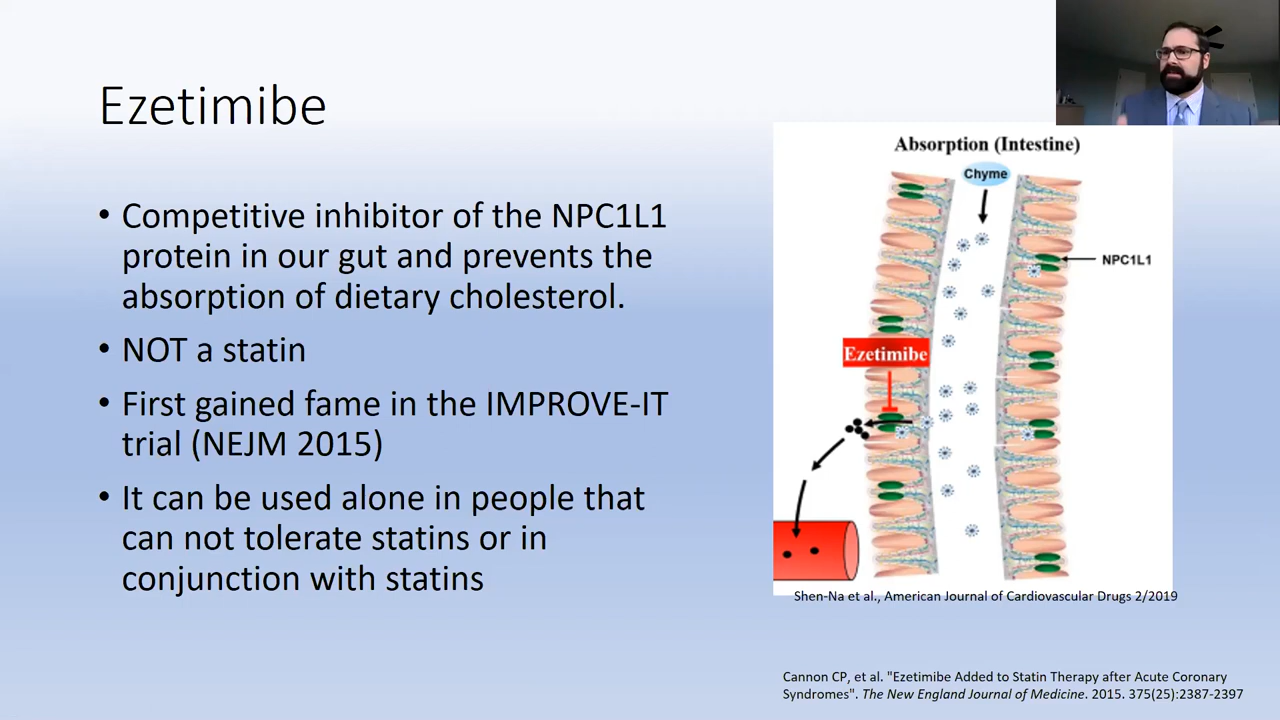 Ezetimibe
• Competitive inhibitor of the NPC1L1
protein in our gut and prevents the
absorption of dietary cholesterol.
• NOT a statin
• First gained fame in the IMPROVE-IT
trial (NEJM 2015)
• It can be used alone in people that
can not tolerate statins or in
conjunction with statins
Absorption (Intestine)
Chyme
NPC1L1
Ezetimibe
Shen-Na et al., American Journal of Cardiovascular Drugs 2/2019
Cannon CP, et al. "Ezetimibe Added to Statin Therapy after Acute Coronary
Syndromes". The New England Journal of Medicine. 2015. 375(25):2387-2397